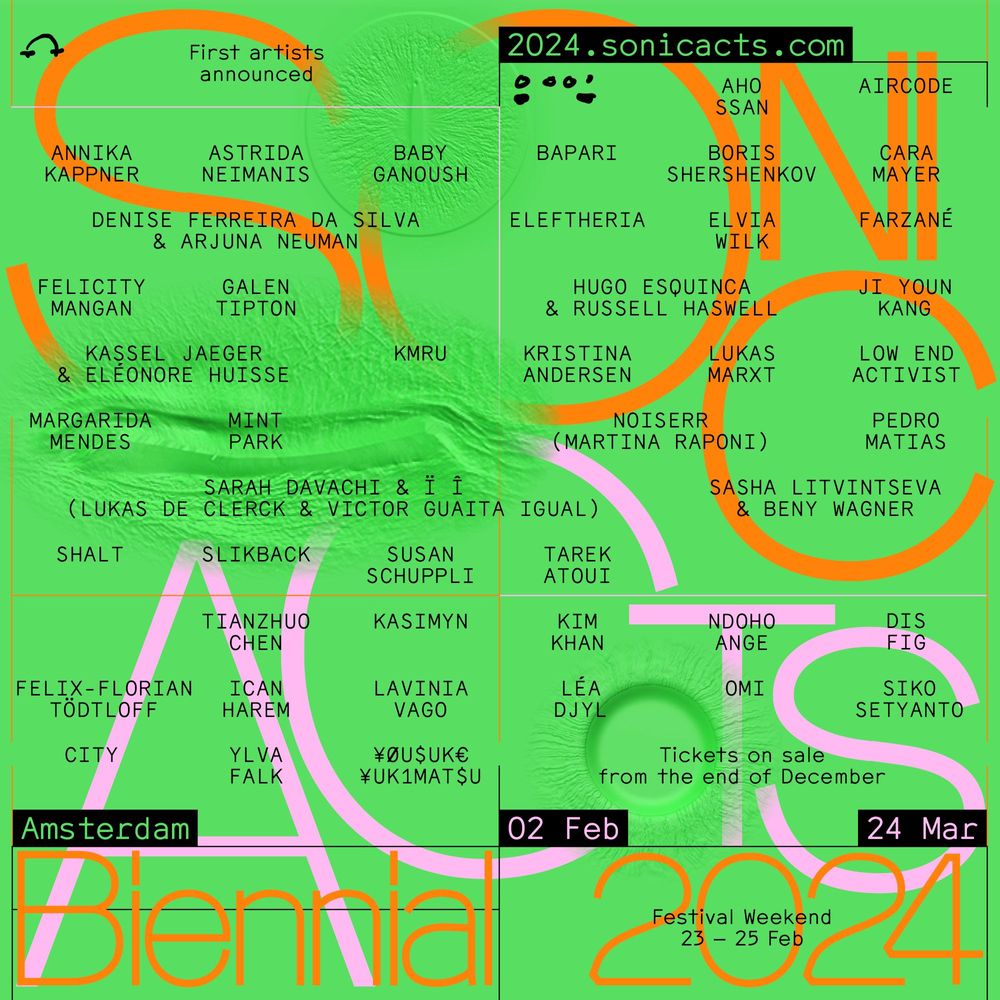 First artists
announced
2024.sonicacts.com
SONIC
ACTS
AHO
SSAN
AIRCODE
ANNIKA
KAPPNER
ASTRIDA
NEIMANIS
BABY
GANOUSH
BAPARI
BORIS
SHERSHENKOV
CARA
MAYER
DENISE FERREIRA DA SILVA
& ARJUNA NEUMAN
ELEFTHERIA
ELVIA
WILK
FARZANÉ
FELICITY
MANGAN
GALEN
TIPTON
HUGO ESQUINCA
& RUSSELL HASWELL
JI YOUN
KANG
KASSEL JAEGER
& ELÉONORE HUISSE
KMRU
KRISTINA
ANDERSEN
LUKAS
MARXT
LOW END
ACTIVIST
MARGARIDA
MENDES
MINT
PARK
NOISERR
(MARTINA RAPONI)
PEDRO
MATIAS
SARAH DAVACHI & Ï Î
(LUKAS DE CLERCK & VICTOR GUAITA IGUAL)
SASHA LITVINTSEVA
& BENY WAGNER
SHALT
SLIKBACK
SUSAN
SCHUPPLI
TAREK
ATOUI
TIANZHUO
CHEN
KASIMYN
KIM
KHAN
NDOHO
ANGE
DIS
FIG
FELIX-FLORIAN
TÖDTLOFF
ICAN
HAREM
LAVINIA
VAGO
LÉA
DJYL
OMI
SIKO
SETYANTO
CITY
YLVA
FALK
¥ØU$UK€
¥UK1MAT$U
Tickets on sale
from the end of December
Amsterdam
02 Feb
24 Mar
Biennial
2024
Festival Weekend
23 – 25 Feb